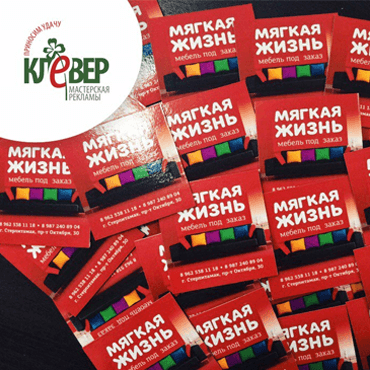 ПРИНОСИМ УДАЧУ
КЛЕВЕР
МАСТЕРСКАЯ
РЕКЛАМЫ
МЯГКАЯ
ЖИЗНЬ
мебель под заказ
8 962 538 11 18 • 8 987 240 89 04
г. Стерлитамак, пр-т Октября, 30